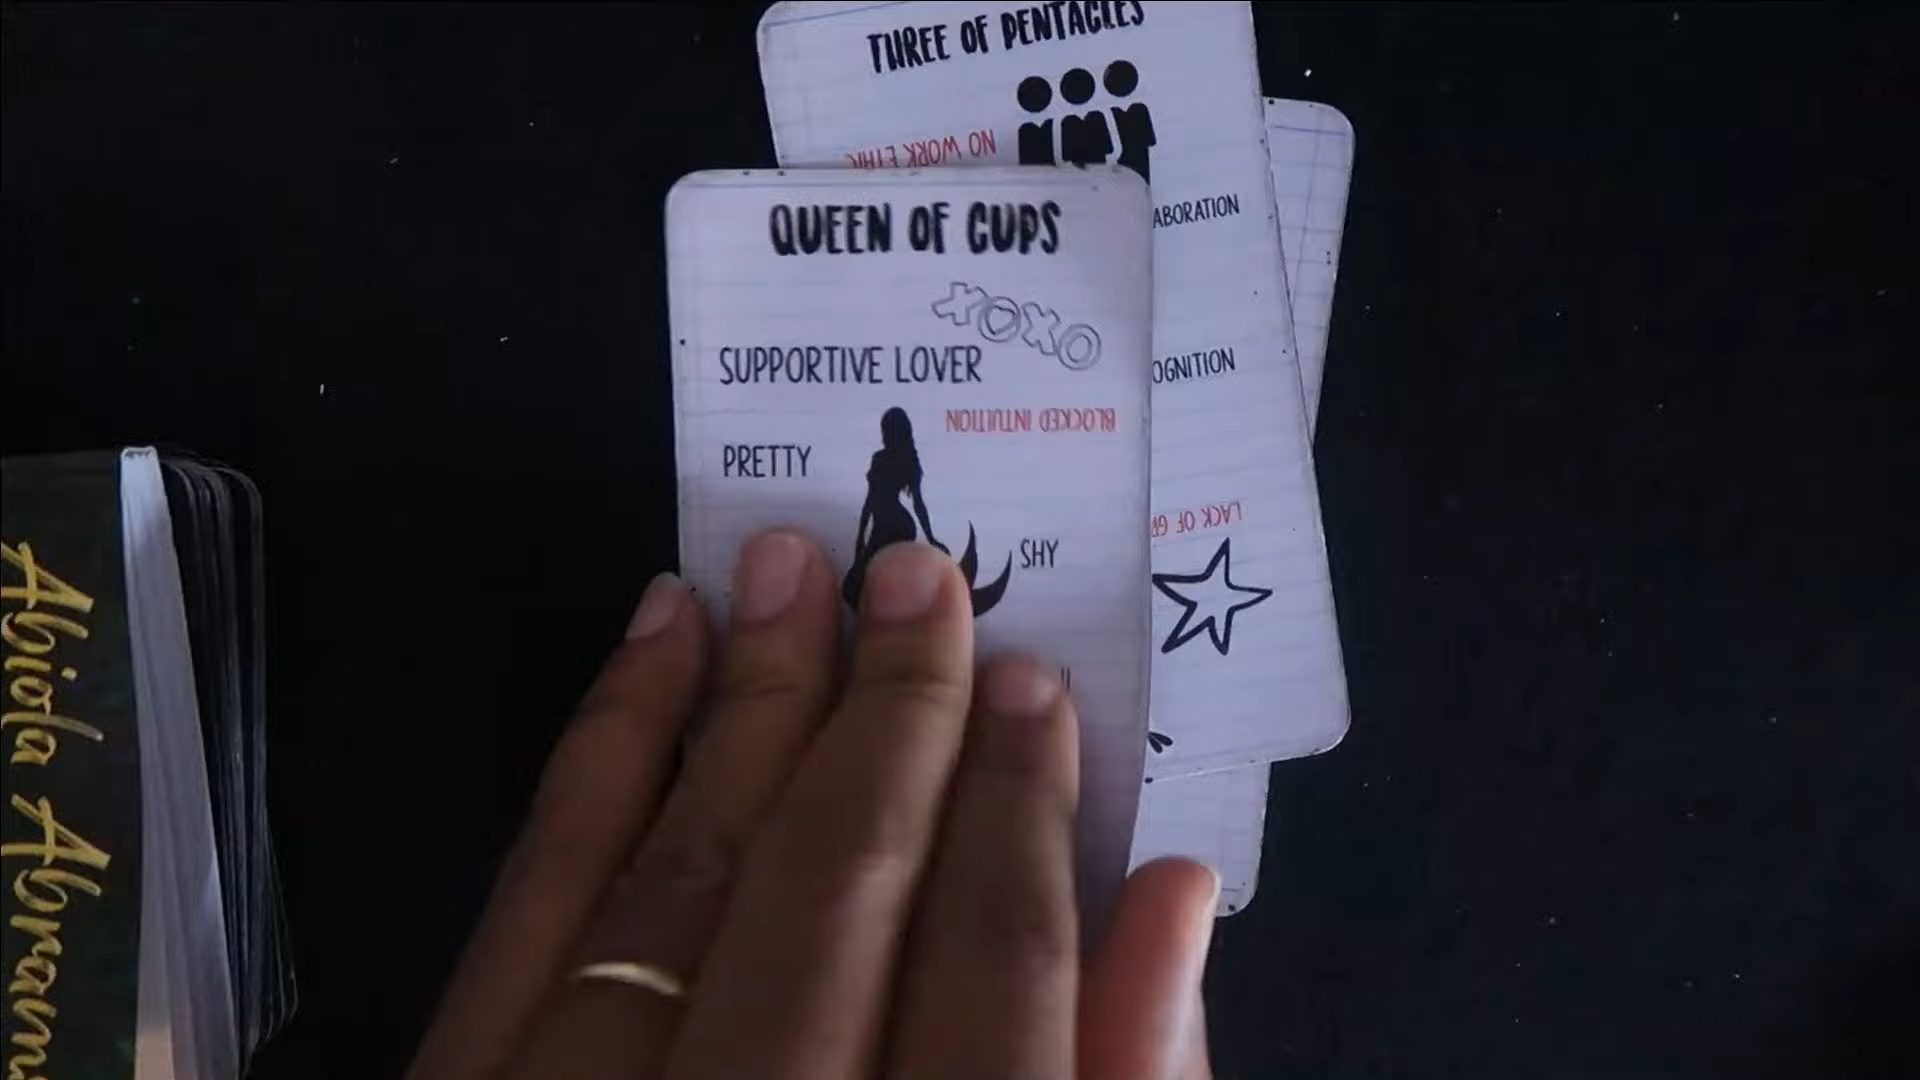 THREE OF PENTACLES
NO WORK ETHIC
QUEEN OF CUPS
XOXO
SUPPORTIVE LOVER
BLOCKED INTUITION
PRETTY
SHY
ABORATION
OGNITION
LACK OF
Abiola Abrams